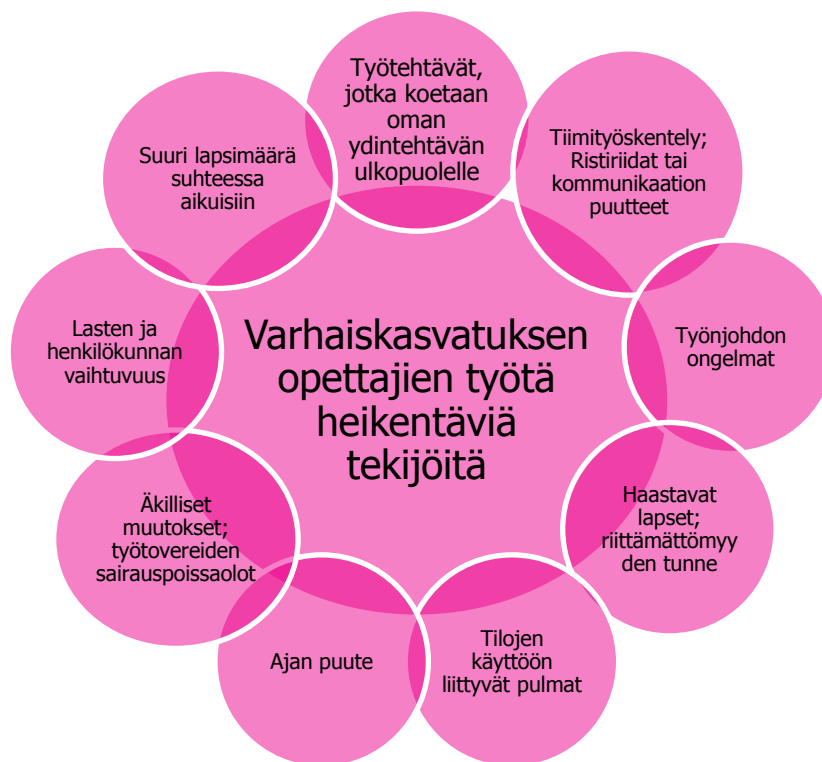 Työtehtävät,
jotka koetaan
oman
ydintehtävän
ulkopuolelle
Tiimityöskentely;
Ristiriidat tai
kommunikaation
puutteet
Työnjohdon
ongelmat
Haastavat
lapset;
riittämättömyy
den tunne
Tilojen
käyttöön
liittyvät pulmat
Ajan puute
Äkilliset
muutokset;
työtovereiden
sairauspoissaolot
Lasten ja
henkilökunnan
vaihtuvuus
Suuri lapsimäärä
suhteessa
aikuisiin
Varhaiskasvatuksen
opettajien työtä
heikentäviä
tekijöitä